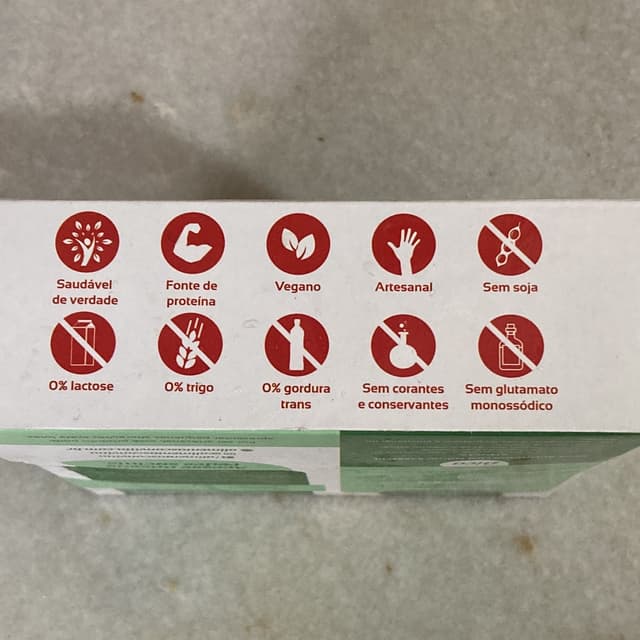 Saudável
de verdade
Fonte de
proteína
Vegano
Artesanal
Sem soja
0% lactose
0% trigo
0% gordura
trans
Sem corantes
e conservantes
Sem glutamato
monossódico